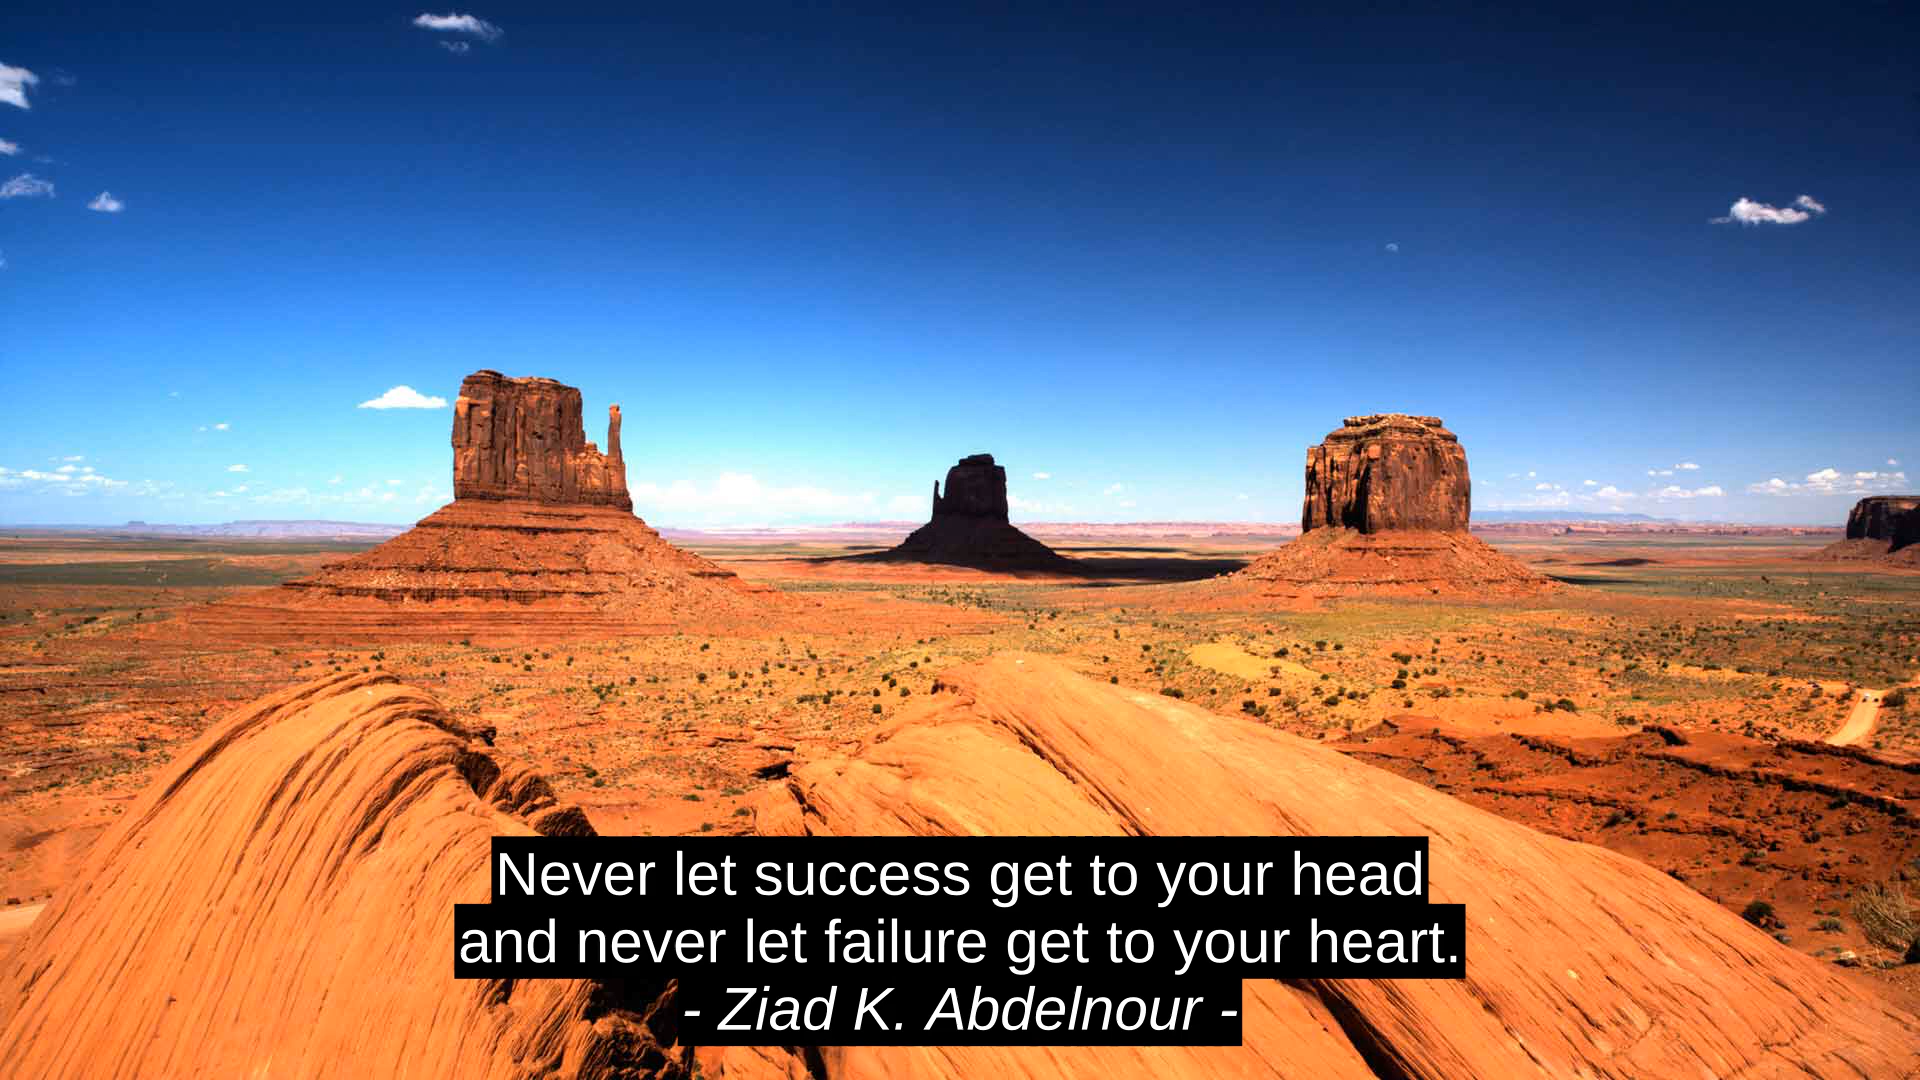 Never let success get to your head
and never let failure get to your heart.
- Ziad K. Abdelnour -